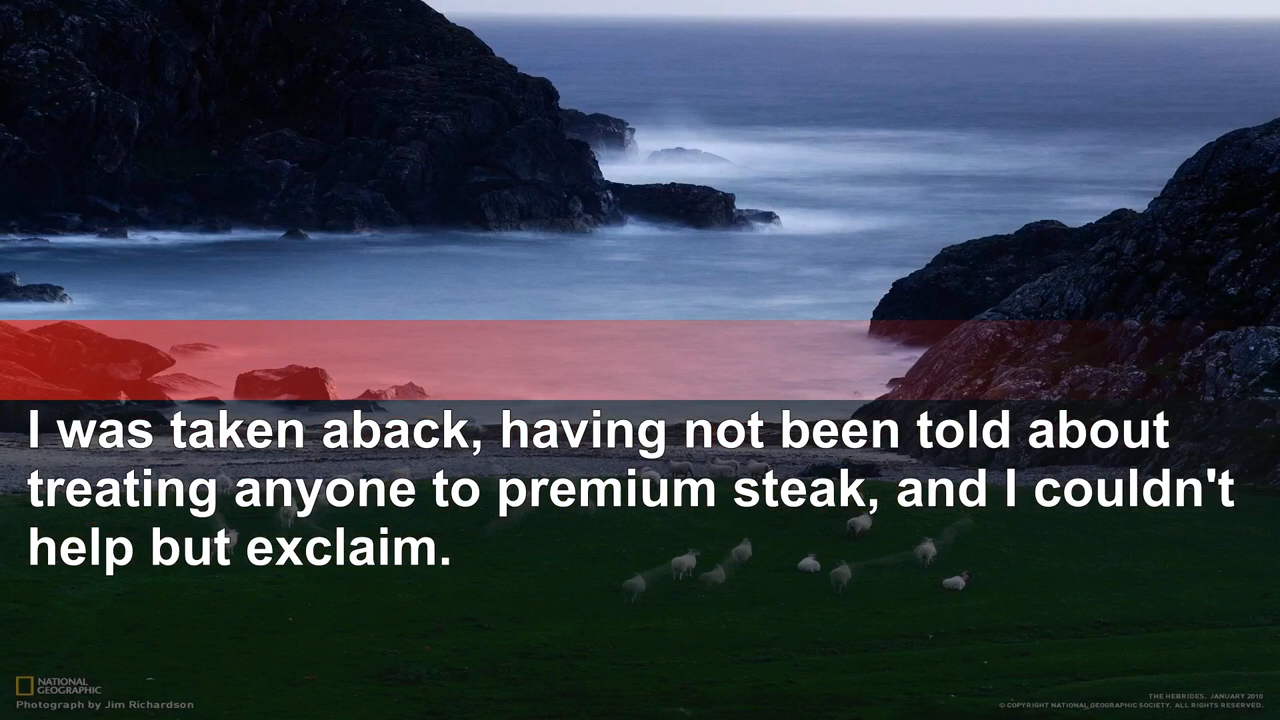 I was taken aback, having not been told about
treating anyone to premium steak, and I couldn't
help but exclaim.
NATIONAL
GEOGRAPHIC
Photograph by Jim Richardson
THE HEBRIDES, JANUARY 2010
© COPYRIGHT NATIONAL GEOGRAPHIC SOCIETY. ALL RIGHTS RESERVED.